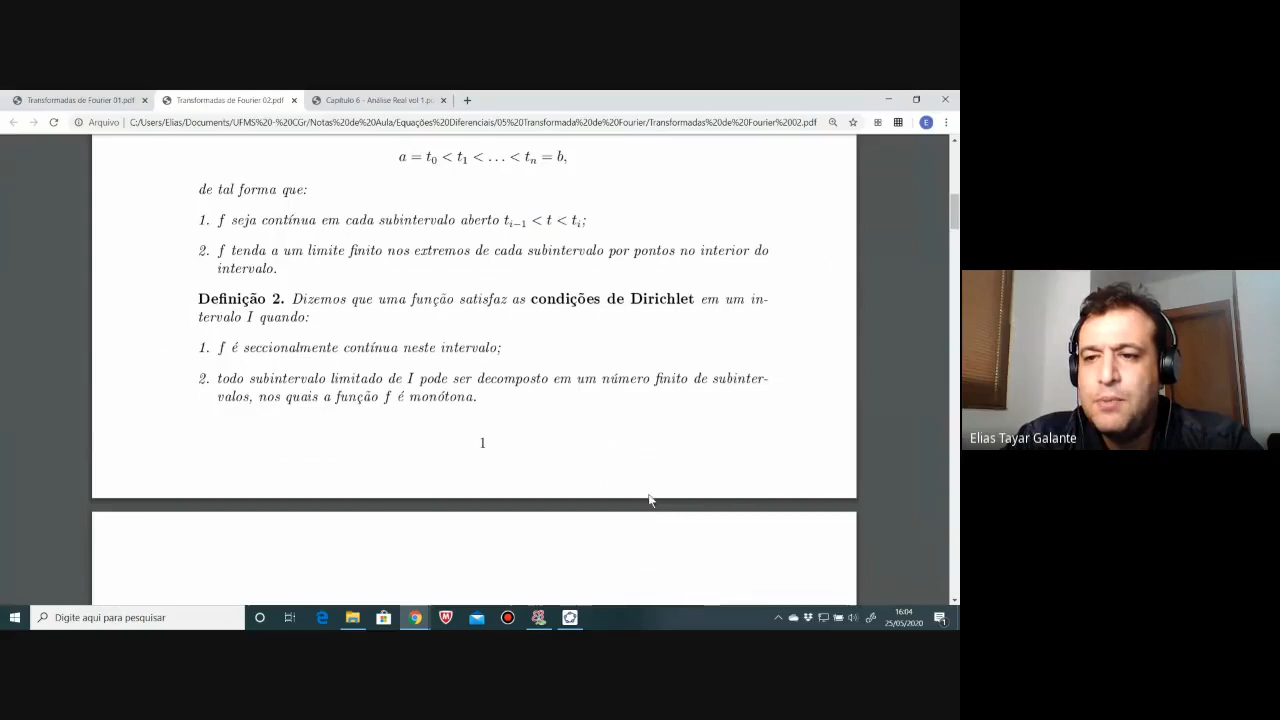 Transformadas de Fourier 01.pdf
Transformadas de Fourier 02.pdf
Capítulo 6 - Análise Real vol 1.p
Arquivo | C:/Users/Elias/Documents/UFMS%20-%20CGr/Notas%20de%20Aula/Equações%20Diferenciais/05%20Transformada%20de%20Fourier/Transformadas%20de%20Fourier%2002.pdf
E
a = t0 < t1 < . . . < tn = b,
de tal forma que:
1. f seja contínua em cada subintervalo aberto ti−1 < t < ti;
2. f tenda a um limite finito nos extremos de cada subintervalo por pontos no interior do
intervalo.
Definição 2. Dizemos que uma função satisfaz as condições de Dirichlet em um in-
tervalo I quando:
1. f é seccionalmente contínua neste intervalo;
2. todo subintervalo limitado de I pode ser decomposto em um número finito de subinter-
valos, nos quais a função f é monótona.
1
Elias Tayar Galante
Digite aqui para pesquisar
16:04
25/05/2020